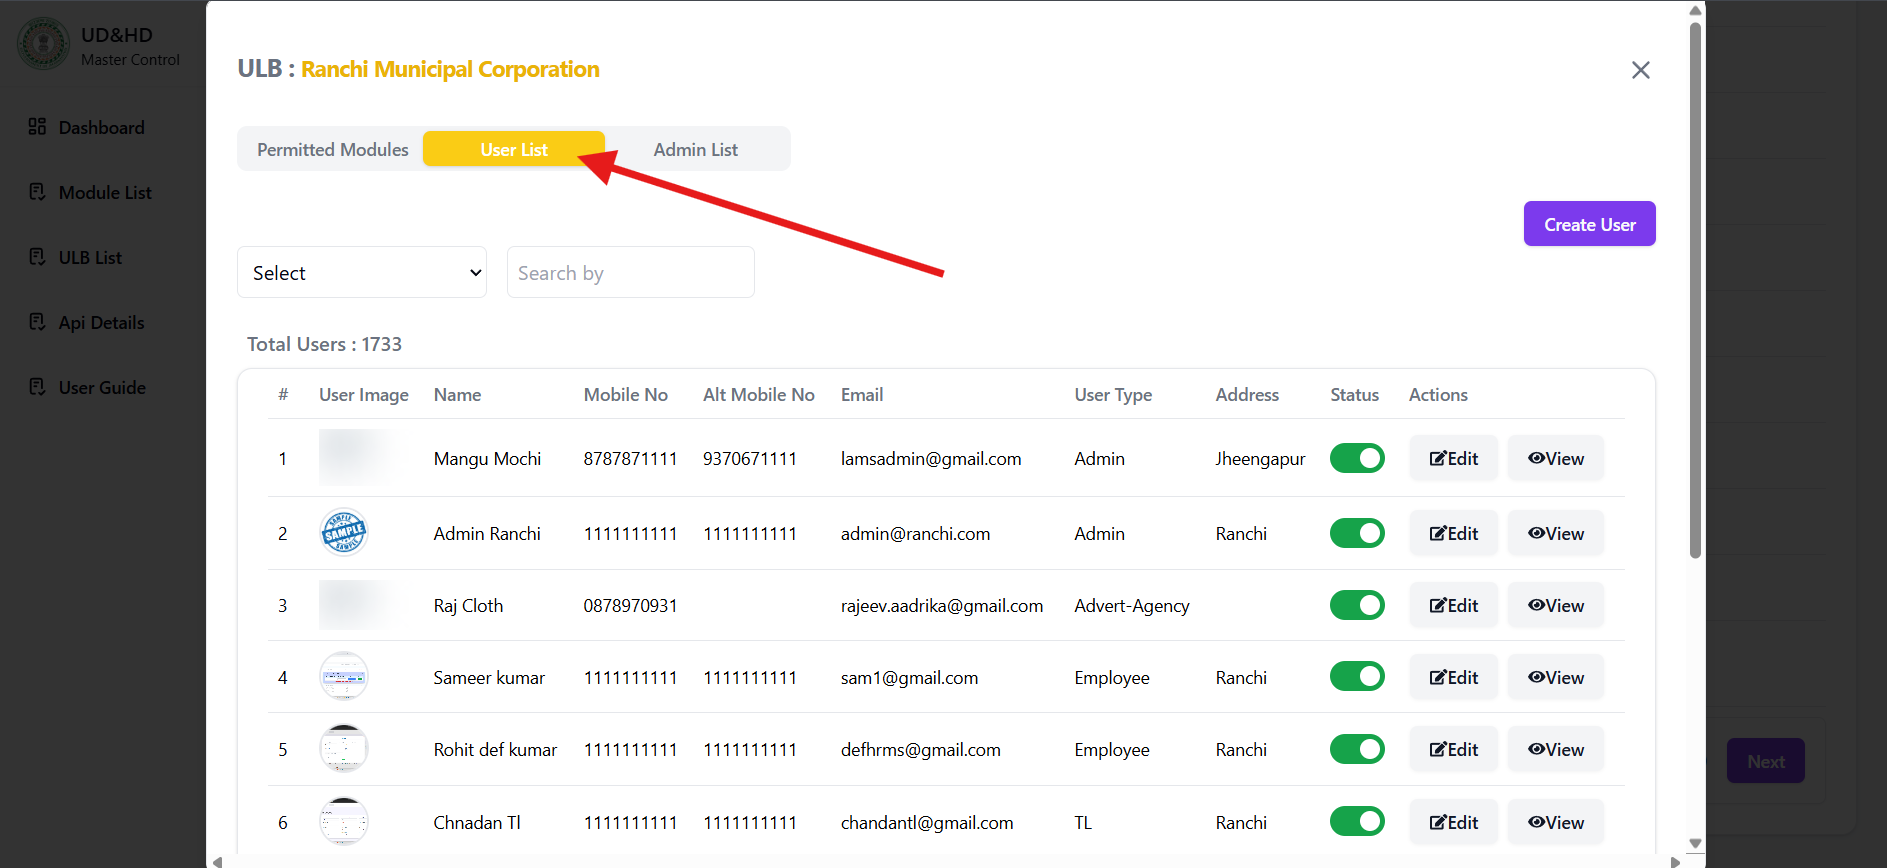 UD&HD
Master Control
Dashboard
Module List
ULB List
Api Details
User Guide
ULB : Ranchi Municipal Corporation
Permitted Modules User List Admin List
Create User
Select Search by
Total Users : 1733
# User Image Name Mobile No Alt Mobile No Email User Type Address Status Actions
1 Mangu Mochi 8787871111 9370671111 lamsadmin@gmail.com Admin Jheengapur Edit View
2 SAMPLE SAMPLE SAMPLE Admin Ranchi 1111111111 1111111111 admin@ranchi.com Admin Ranchi Edit View
3 Raj Cloth 0878970931 rajeev.aadrika@gmail.com Advert-Agency Edit View
4 Sameer kumar 1111111111 1111111111 sam1@gmail.com Employee Ranchi Edit View
5 Rohit def kumar 1111111111 1111111111 defhrms@gmail.com Employee Ranchi Edit View
6 Chnadan Tl 1111111111 1111111111 chandantl@gmail.com TL Ranchi Edit View
Next